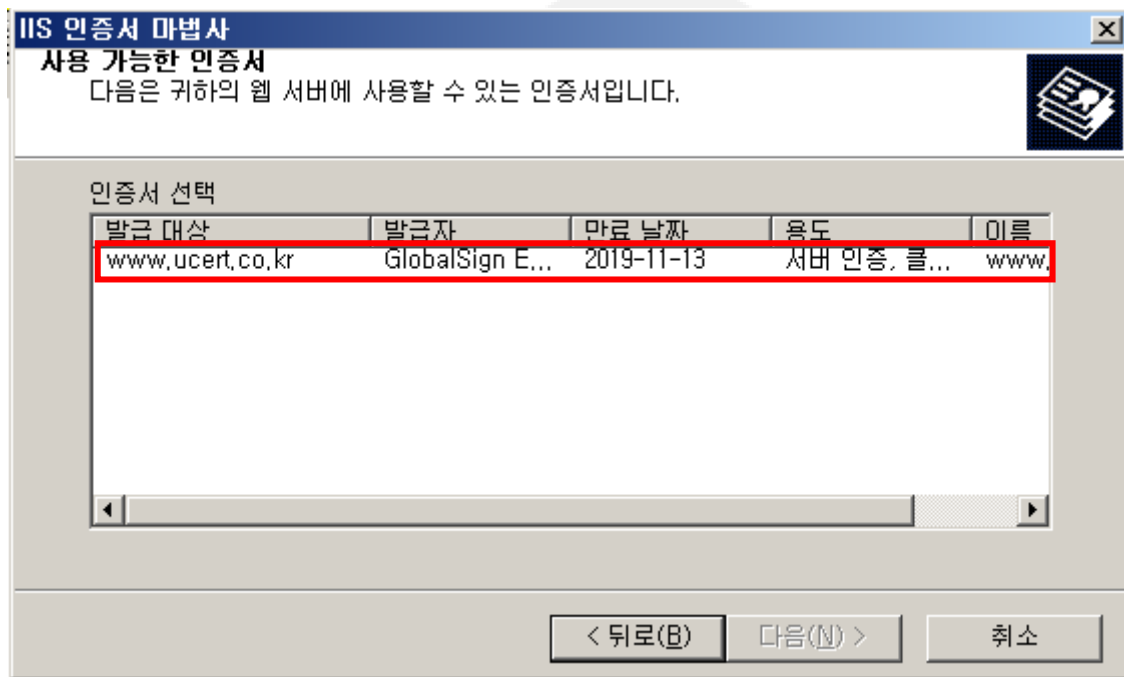 IIS 인증서 마법사
사용 가능한 인증서
다음은 귀하의 웹 서버에 사용할 수 있는 인증서입니다.
인증서 선택
발급 대상 발급자 만료 날짜 용도 이름
www.ucert.co.kr GlobalSign E... 2019-11-13 서버 인증, 클... www.
< 뒤로(B) 다음(N) > 취소